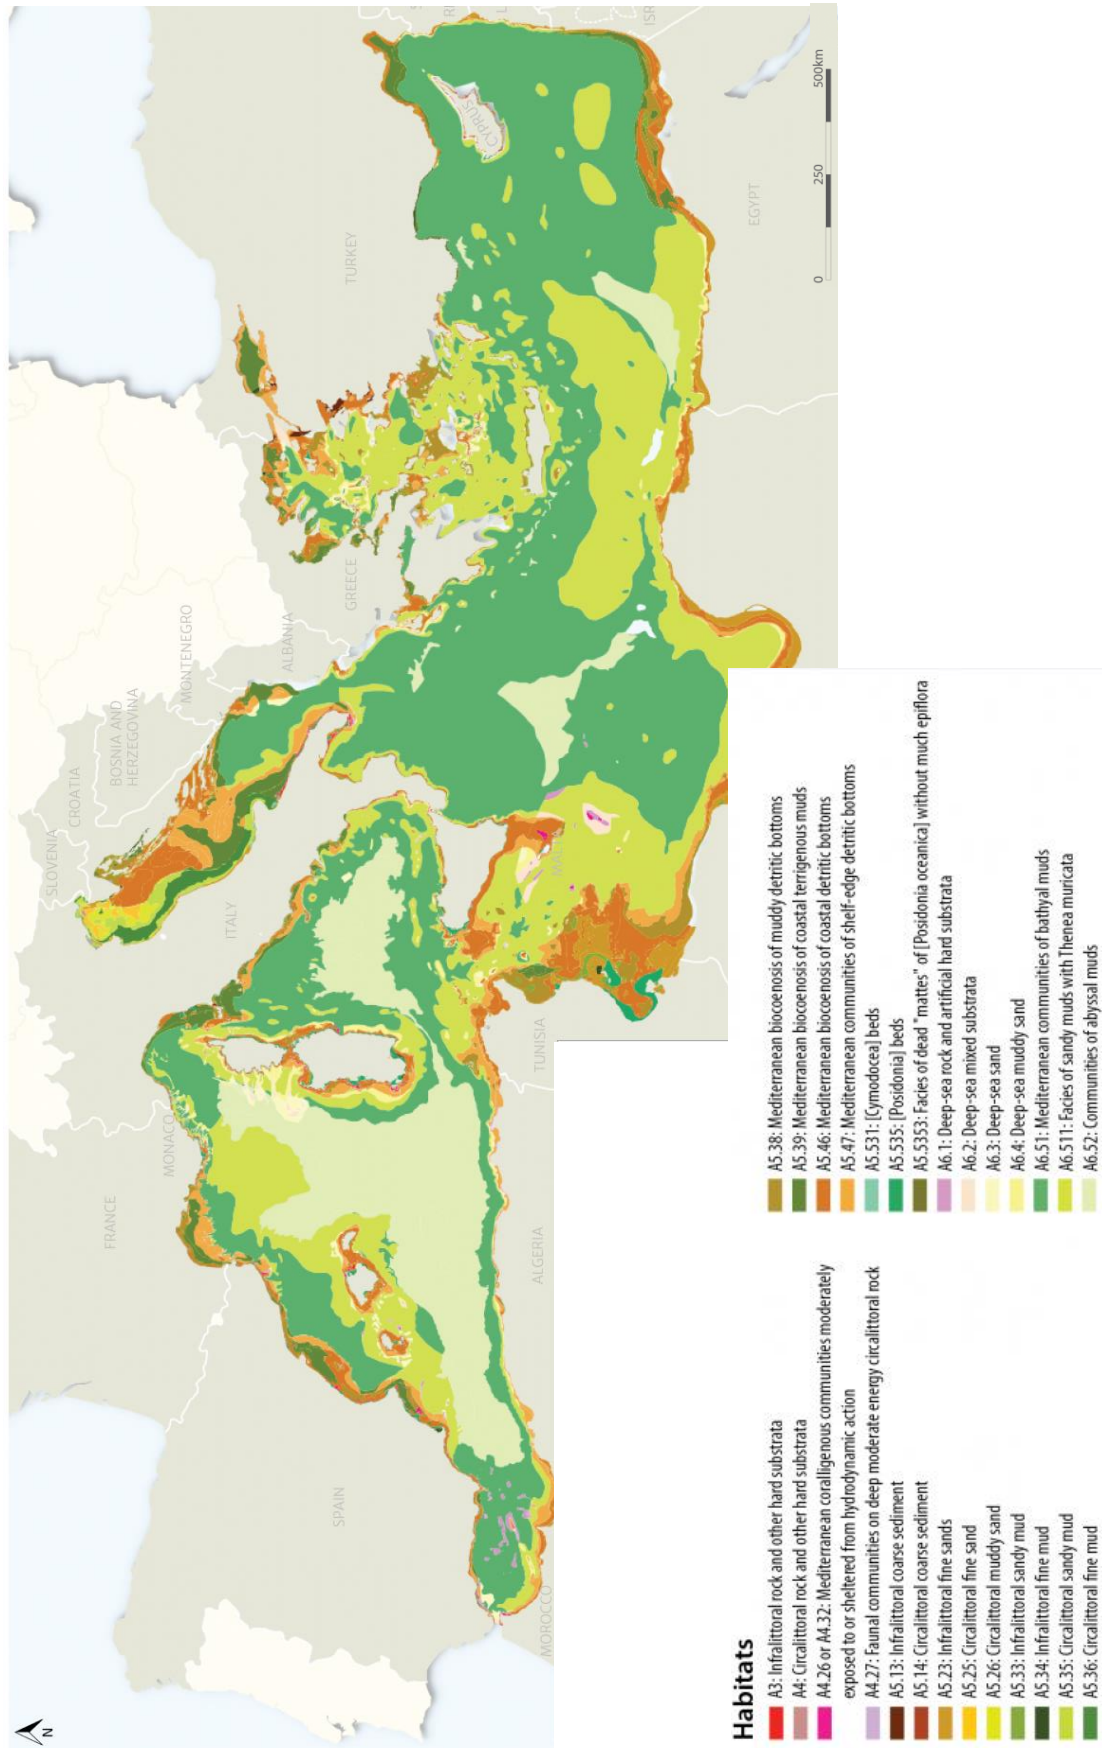 N
SPAIN
FRANCE
MONACO
ITALY
SLOVENIA
CROATIA
BOSNIA AND
HERZEGOVINA
MONTENEGRO
ALBANIA
GREECE
TURKEY
CYPRUS
EGYPT
TUNISIA
ALGERIA
MOROCCO
0
250
500km
Habitats
A3: Infralittoral rock and other hard substrata
A4: Circalittoral rock and other hard substrata
A4.26 or A4.32: Mediterranean coralligenous communities moderately
exposed to or sheltered from hydrodynamic action
A4.27: Faunal communities on deep moderate energy circalittoral rock
A5.13: Infralittoral coarse sediment
A5.14: Circalittoral coarse sediment
A5.23: Infralittoral fine sands
A5.25: Circalittoral fine sand
A5.26: Circalittoral muddy sand
A5.33: Infralittoral sandy mud
A5.34: Infralittoral fine mud
A5.35: Circalittoral sandy mud
A5.36: Circalittoral fine mud
A5.38: Mediterranean biocoenosis of muddy detritic bottoms
A5.39: Mediterranean biocoenosis of coastal terrigenous muds
A5.46: Mediterranean biocoenosis of coastal detritic bottoms
A5.47: Mediterranean communities of shelf-edge detritic bottoms
A5.531: [Cymodocea] beds
A5.535: [Posidonia] beds
A5.5353: Facies of dead "mattes" of [Posidonia oceanica] without much epiflora
A6.1: Deep-sea rock and artificial hard substrata
A6.2: Deep-sea mixed substrata
A6.3: Deep-sea sand
A6.4: Deep-sea muddy sand
A6.51: Mediterranean communities of bathyal muds
A6.511: Facies of sandy muds with Thenea muricata
A6.52: Communities of abyssal muds